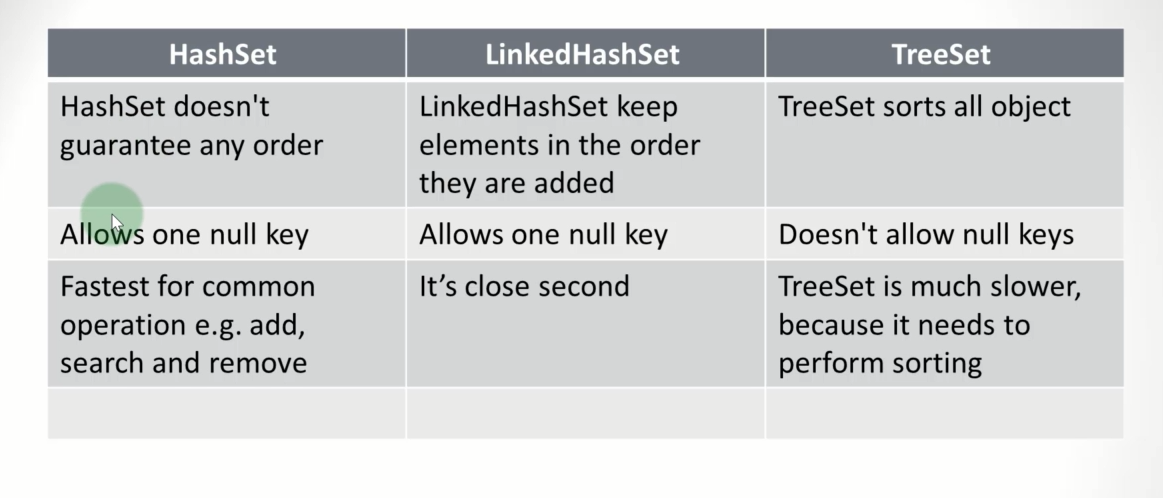 HashSet
LinkedHashSet
TreeSet
HashSet doesn't
guarantee any order
LinkedHashSet keep
elements in the order
they are added
TreeSet sorts all object
Allows one null key
Allows one null key
Doesn't allow null keys
Fastest for common
operation e.g. add,
search and remove
It’s close second
TreeSet is much slower,
because it needs to
perform sorting